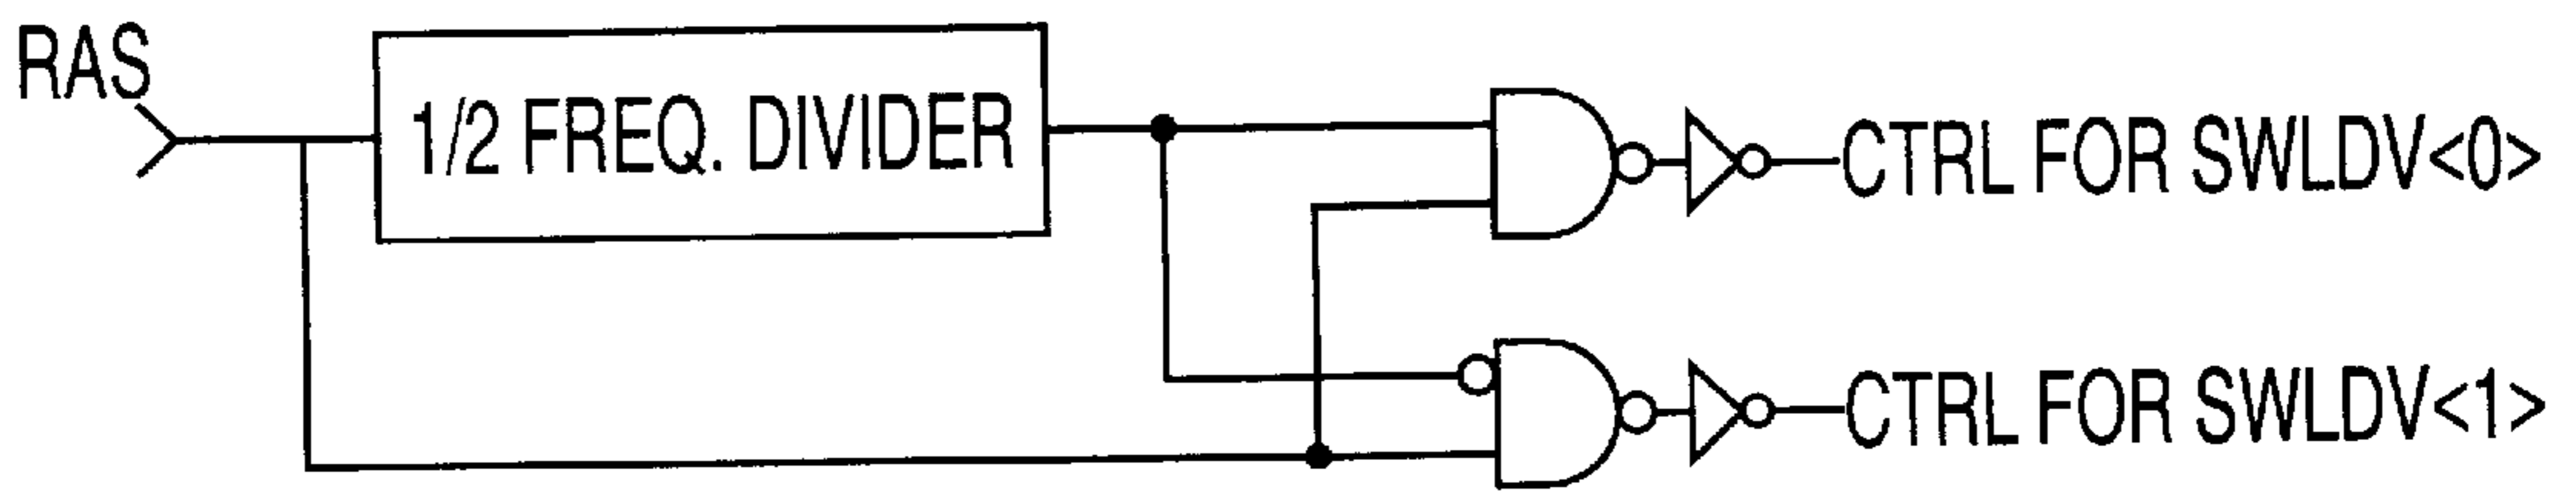 RAS
1/2 FREQ. DIVIDER
CTRL FOR SWLDV<0>
CTRL FOR SWLDV<1>